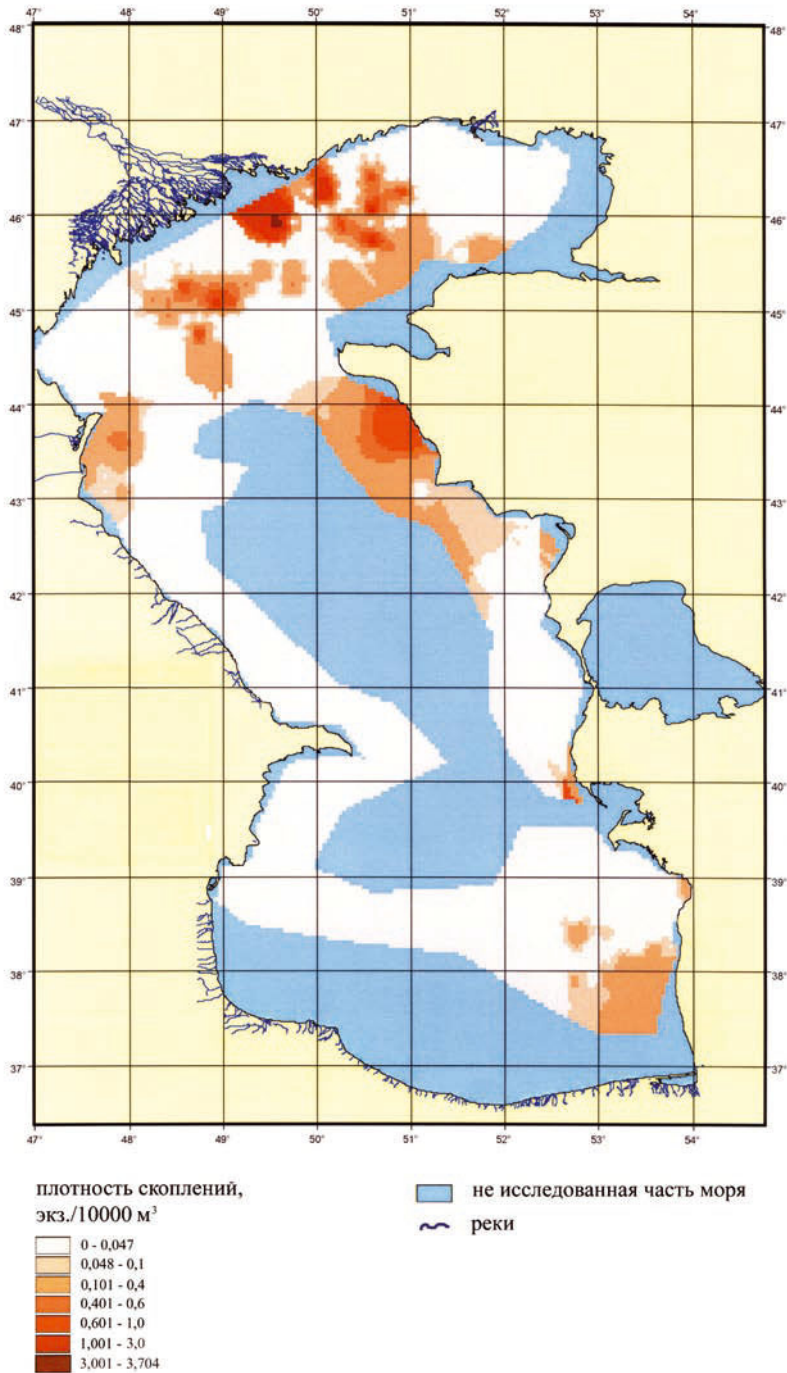 47° 48° 49° 50° 51° 52° 53° 54°
48° 48°
47° 47°
46° 46°
45° 45°
44° 44°
43° 43°
42° 42°
41° 41°
40° 40°
39° 39°
38° 38°
37° 37°
47° 48° 49° 50° 51° 52° 53° 54°
плотность скоплений,
экз./10000 м³
0 - 0,047
0,048 - 0,1
0,101 - 0,4
0,401 - 0,6
0,601 - 1,0
1,001 - 3,0
3,001 - 3,704
не исследованная часть моря
реки